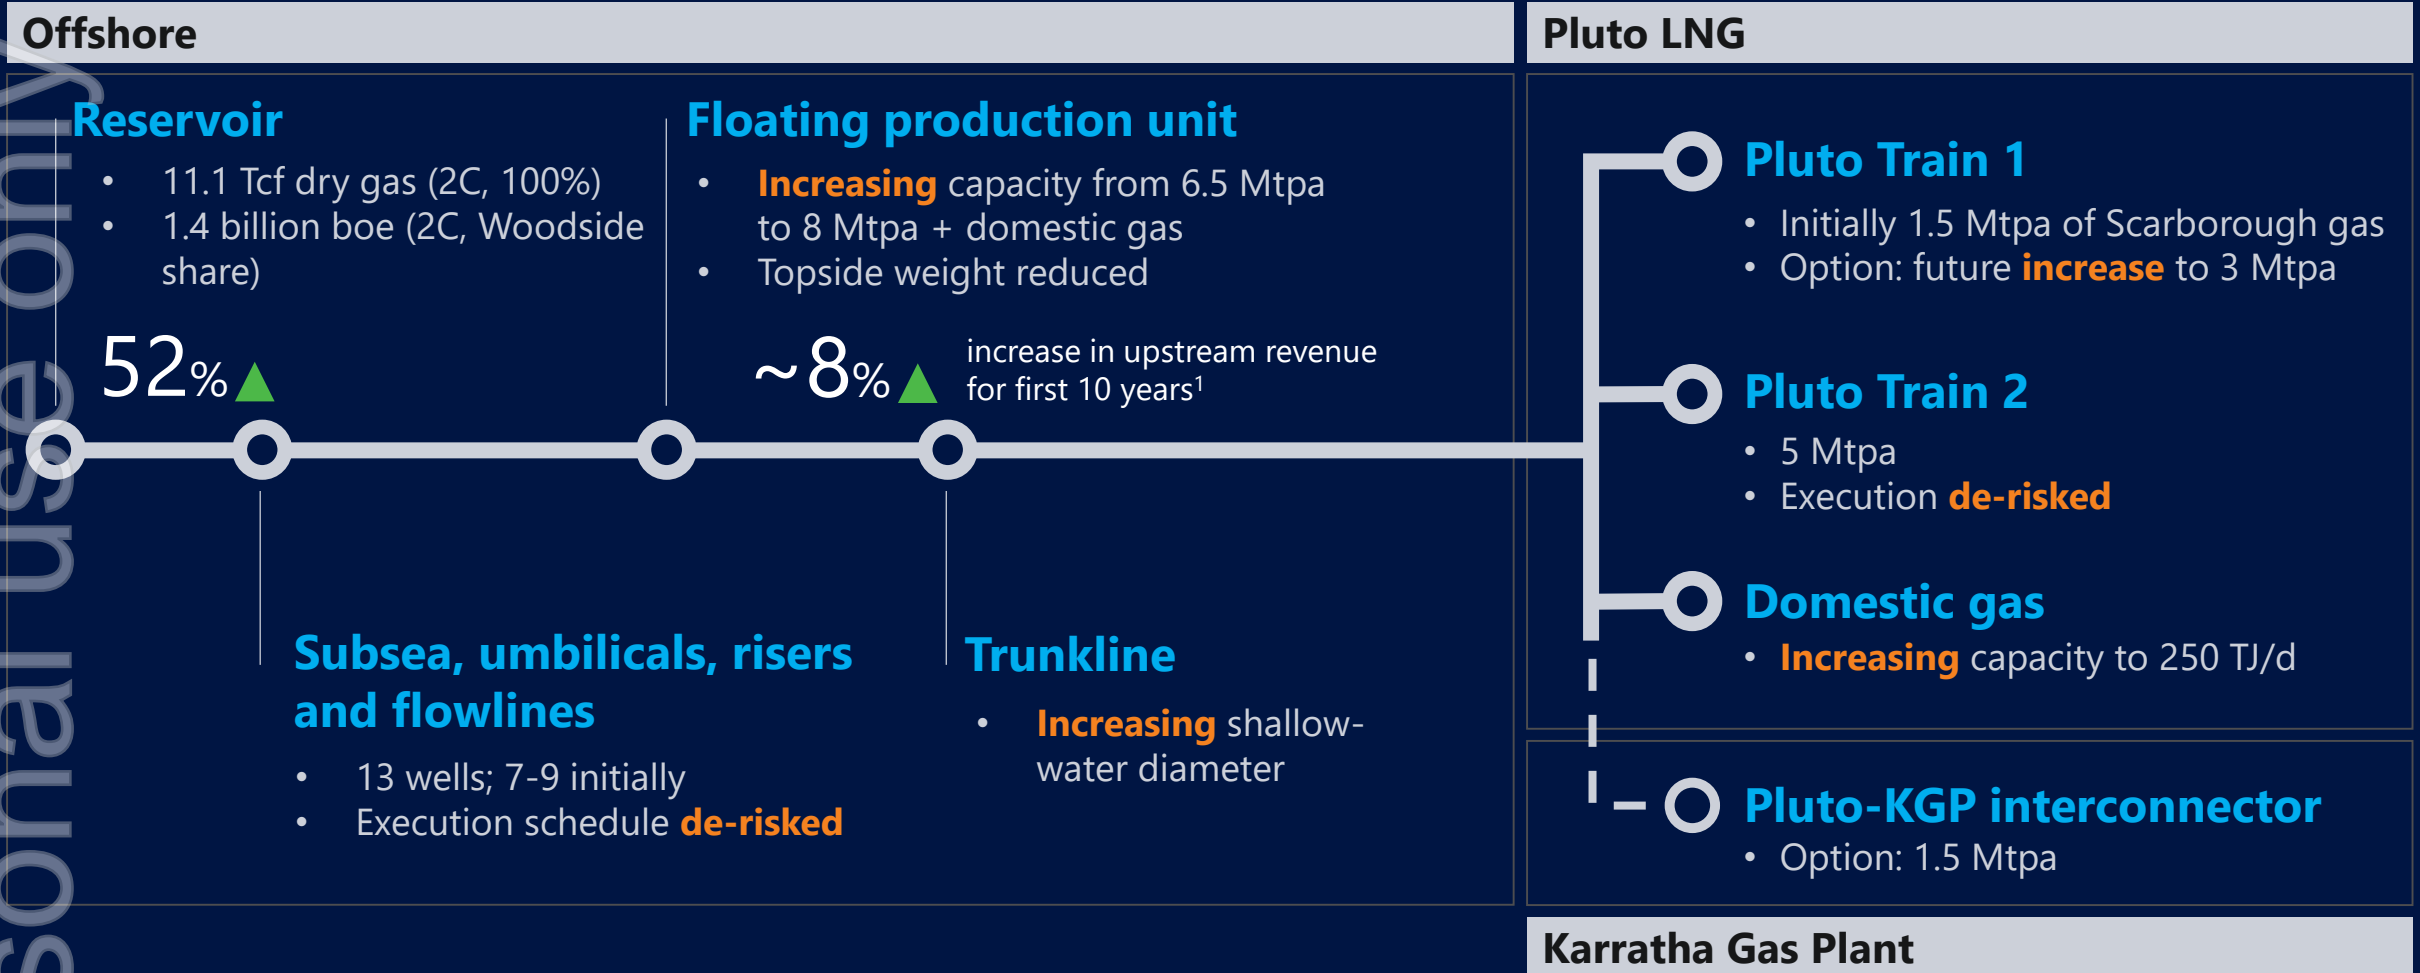 Offshore
Reservoir
• 11.1 Tcf dry gas (2C, 100%)
• 1.4 billion boe (2C, Woodside
share)
52%
Floating production unit
• Increasing capacity from 6.5 Mtpa
to 8 Mtpa + domestic gas
• Topside weight reduced
~8%
increase in upstream revenue
for first 10 years¹
Subsea, umbilicals, risers
and flowlines
• 13 wells; 7-9 initially
• Execution schedule de-risked
Trunkline
• Increasing shallow-
water diameter
Pluto LNG
Pluto Train 1
• Initially 1.5 Mtpa of Scarborough gas
• Option: future increase to 3 Mtpa
Pluto Train 2
• 5 Mtpa
• Execution de-risked
Domestic gas
• Increasing capacity to 250 TJ/d
Pluto-KGP interconnector
• Option: 1.5 Mtpa
Karratha Gas Plant
sonal use only